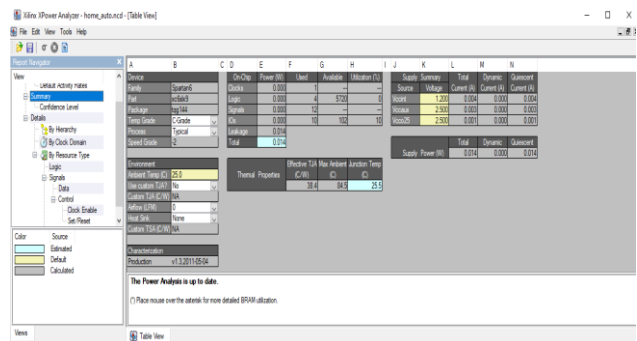 Xilinx XPower Analyzer - home_auto.ncd - [Table View]
File Edit View Tools Help
Report Navigator
View
Default Activity Rates
Summary
Confidence Level
Details
By Hierarchy
By Clock Domain
By Resource Type
Logic
Signals
Data
Control
Clock Enable
Set/Reset
Color Source
Estimated
Default
Calculated
Views
A B C D E F G H I J K L M N
Device
Family Spartan6
Part xc6slx9
Package tqg144
Temp Grade C-Grade
Process Typical
Speed Grade -2
Environment
Ambient Temp (C) 25.0
Use custom TJA? No
Custom TJA (C/W) NA
Airflow (LFM) 0
Heat Sink None
Custom TSA (C/W) NA
Characterization
Production v1.3,2011-05-04
On-Chip Power (W) Used Available Utilization (%)
Clocks 0.000 1 --- ---
Logic 0.000 4 5720 0
Signals 0.000 12 --- ---
IOs 0.000 10 102 10
Leakage 0.014
Total 0.014
Effective TJA Max Ambient Junction Temp
Thermal Properties (C/W) (C) (C)
38.4 84.5 25.5
Supply Summary Total Dynamic Quiescent
Source Voltage Current (A) Current (A) Current (A)
Vccint 1.200 0.004 0.000 0.004
Vccaux 2.500 0.003 0.000 0.003
Vcco25 2.500 0.001 0.000 0.001
Total Dynamic Quiescent
Supply Power (W) 0.014 0.000 0.014
The Power Analysis is up to date.
(*) Place mouse over the asterisk for more detailed BRAM utilization.
Table View